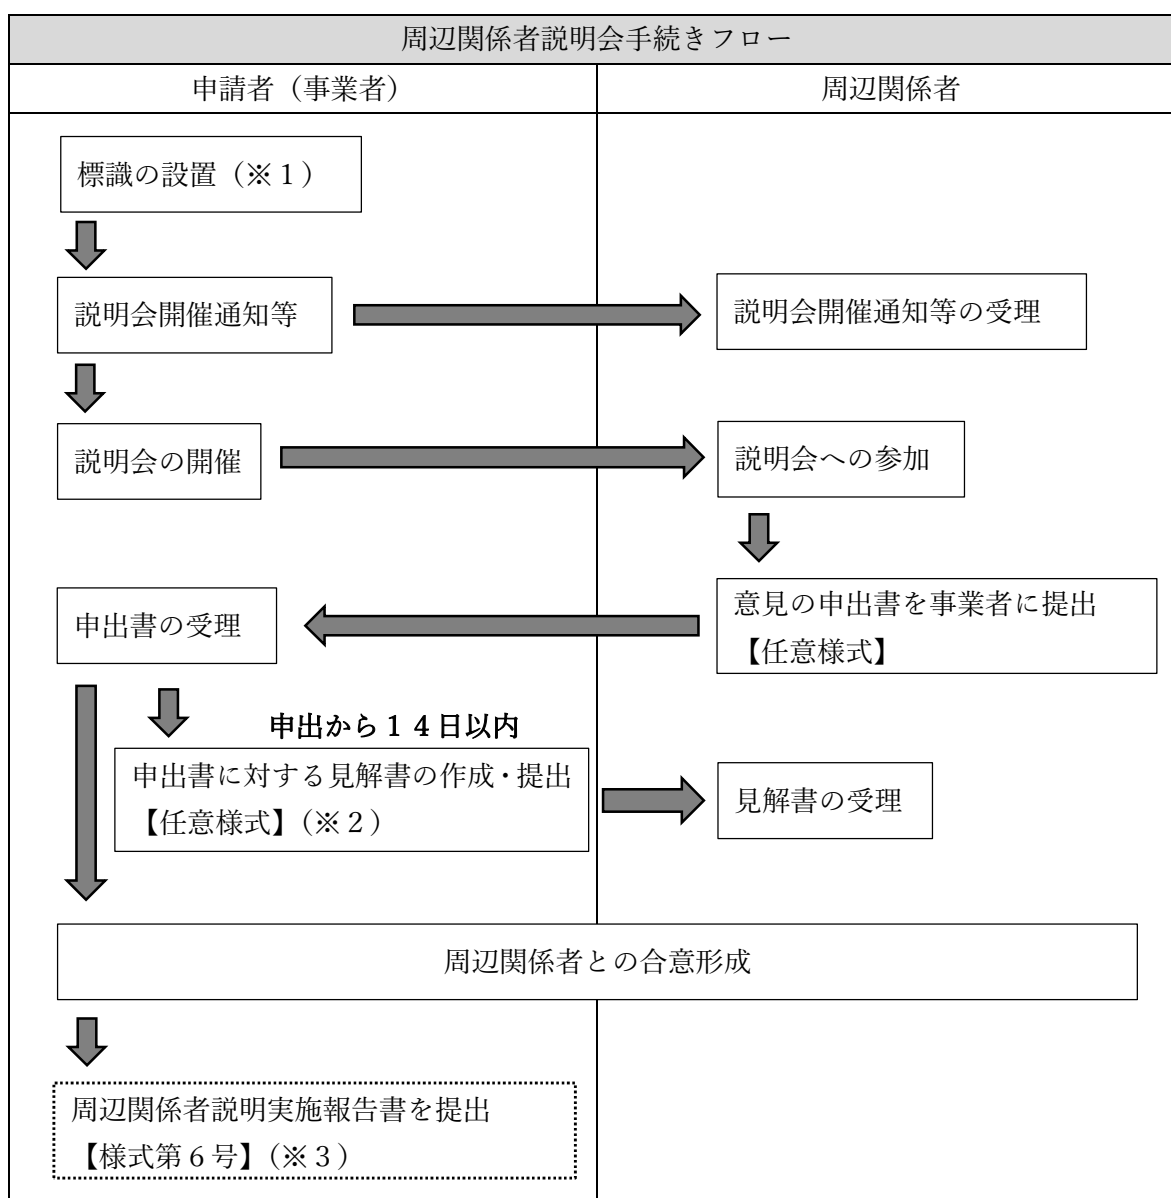 周辺関係者説明会手続きフロー
申請者（事業者）
周辺関係者
標識の設置（※１）
説明会開催通知等
説明会開催通知等の受理
説明会の開催
説明会への参加
意見の申出書を事業者に提出
【任意様式】
申出書の受理
申出から１４日以内
申出書に対する見解書の作成・提出
【任意様式】（※２）
見解書の受理
周辺関係者との合意形成
周辺関係者説明実施報告書を提出
【様式第６号】（※３）